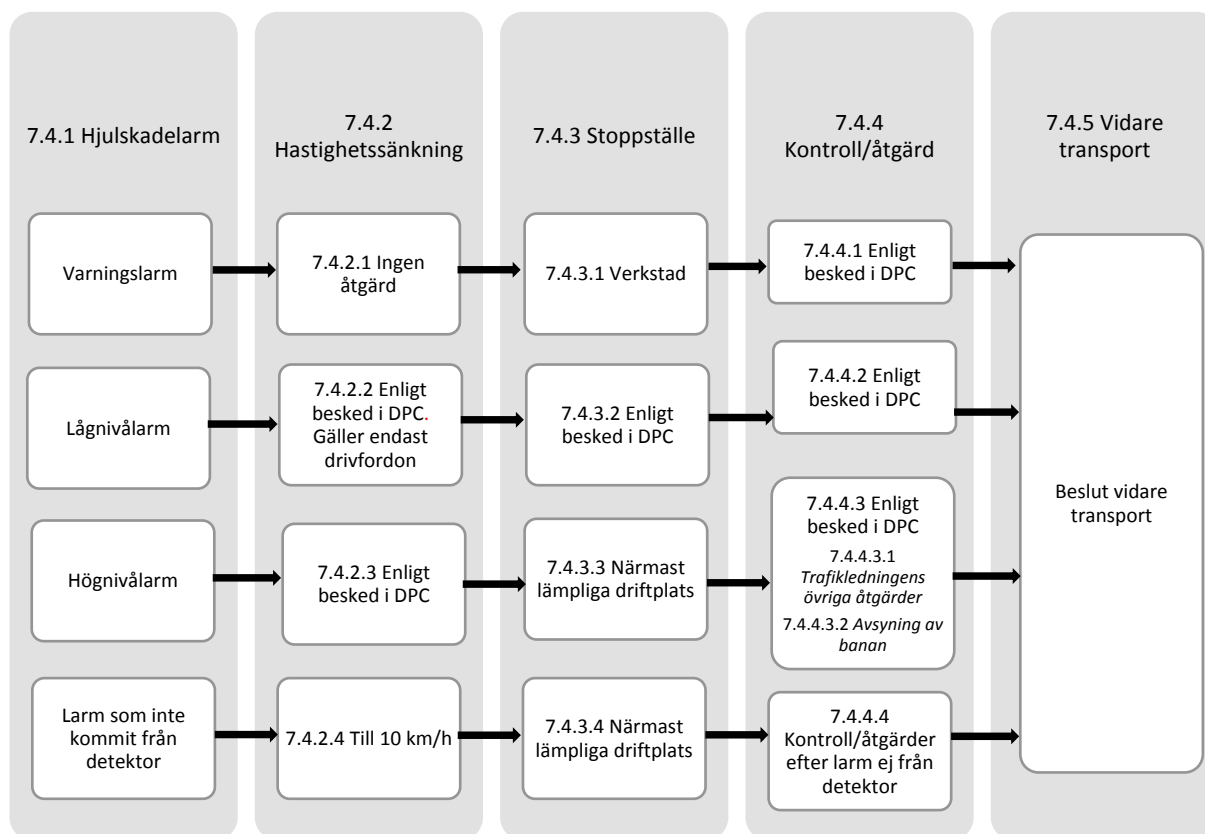 7.4.1 Hjulskadelarm
7.4.2
Hastighetssänkning
7.4.3 Stoppställe
7.4.4
Kontroll/åtgärd
7.4.5 Vidare
transport
Varningslarm
7.4.2.1 Ingen
åtgärd
7.4.3.1 Verkstad
7.4.4.1 Enligt
besked i DPC
Lågnivålarm
7.4.2.2 Enligt
besked i DPC.
Gäller endast
drivfordon
7.4.3.2 Enligt
besked i DPC
7.4.4.2 Enligt
besked i DPC
Högnivålarm
7.4.2.3 Enligt
besked i DPC
7.4.3.3 Närmast
lämpliga driftplats
7.4.4.3 Enligt
besked i DPC
7.4.4.3.1
Trafikledningens
övriga åtgärder
7.4.4.3.2 Avsyning av
banan
Larm som inte
kommit från
detektor
7.4.2.4 Till 10 km/h
7.4.3.4 Närmast
lämpliga driftplats
7.4.4.4
Kontroll/åtgärder
efter larm ej från
detektor
Beslut vidare
transport